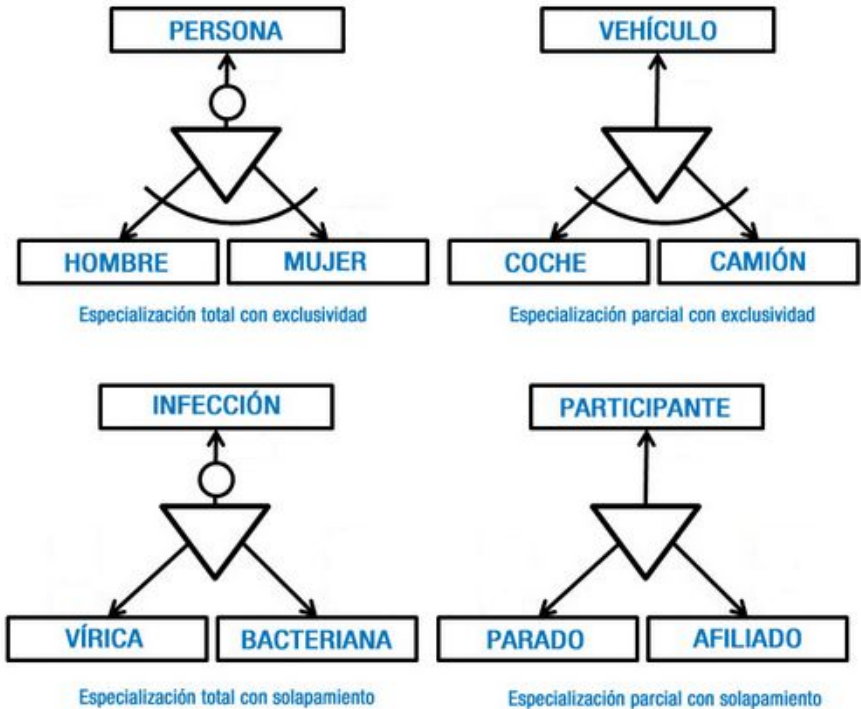 PERSONA
HOMBRE
MUJER
Especialización total con exclusividad
VEHÍCULO
COCHE
CAMIÓN
Especialización parcial con exclusividad
INFECCIÓN
VÍRICA
BACTERIANA
Especialización total con solapamiento
PARTICIPANTE
PARADO
AFILIADO
Especialización parcial con solapamiento